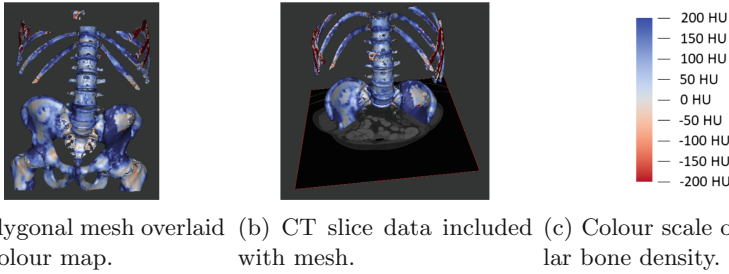 200 HU
150 HU
100 HU
50 HU
0 HU
-50 HU
-100 HU
-150 HU
-200 HU
lygonal mesh overlaid
olour map.
(b) CT slice data included
with mesh.
(c) Colour scale o
lar bone density.